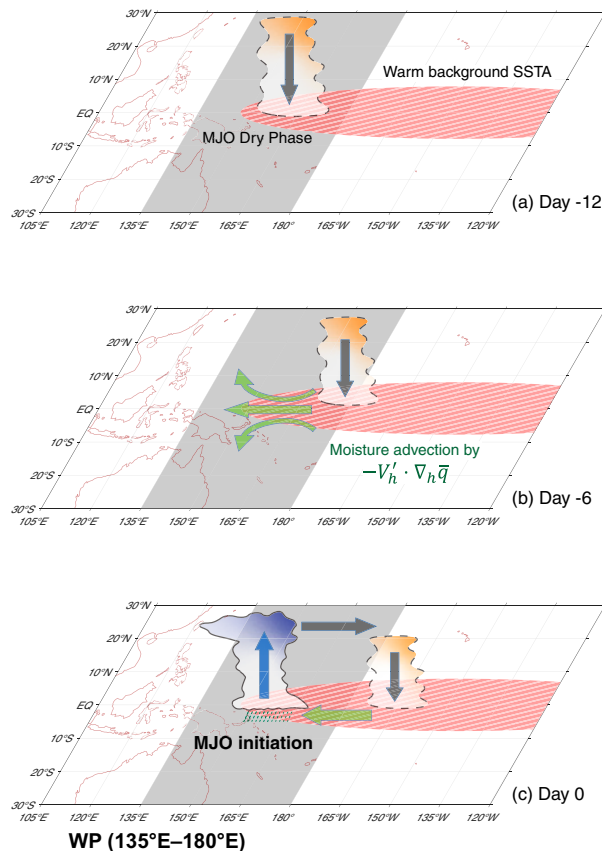 30°N
20°N
10°N
EQ
10°S
20°S
30°S
Warm background SSTA
MJO Dry Phase
105°E 120°E 135°E 150°E 165°E 180° 165°W 150°W 135°W 120°W
(a) Day -12
30°N
20°N
10°N
EQ
10°S
20°S
30°S
Moisture advection by
−V′ₕ · ∇ₕq̅
105°E 120°E 135°E 150°E 165°E 180° 165°W 150°W 135°W 120°W
(b) Day -6
30°N
20°N
10°N
EQ
10°S
20°S
30°S
MJO initiation
105°E 120°E 135°E 150°E 165°E 180° 165°W 150°W 135°W 120°W
(c) Day 0
WP (135°E–180°E)